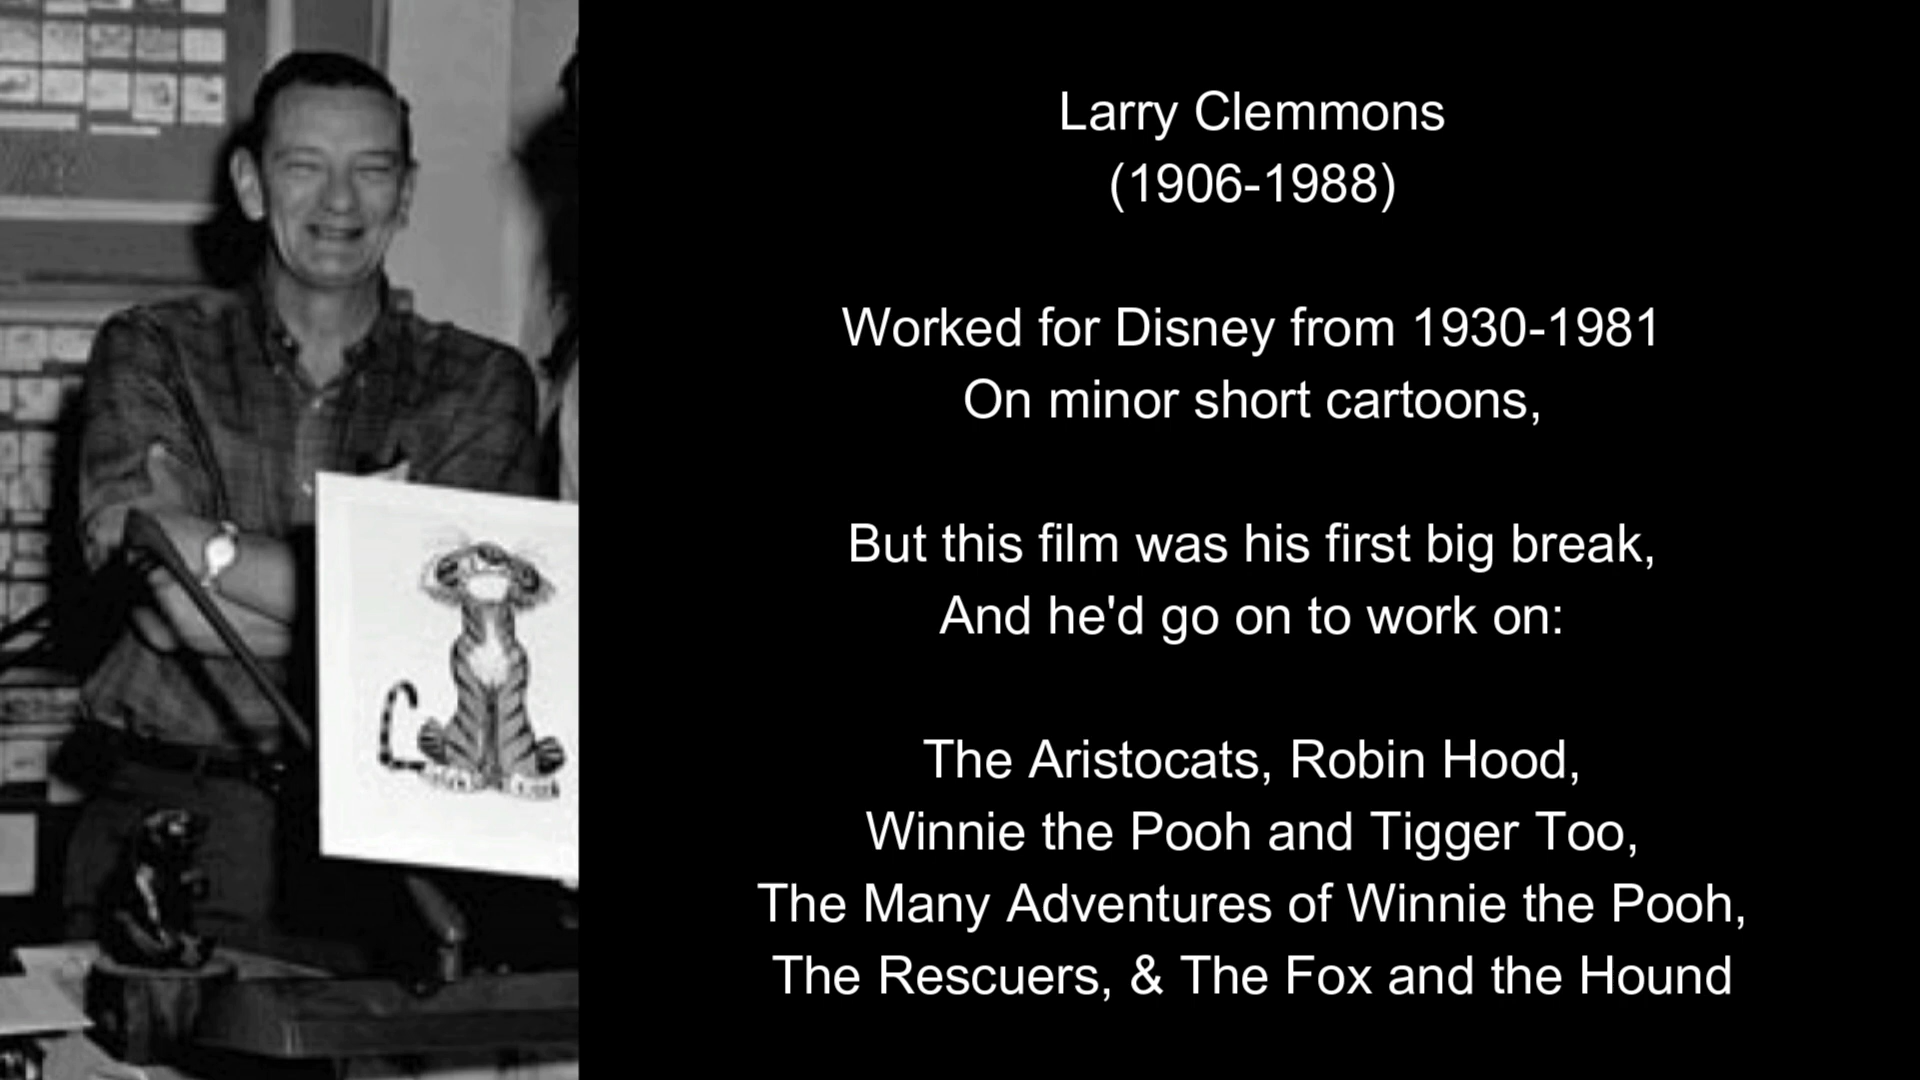 Larry Clemmons
(1906-1988)
Worked for Disney from 1930-1981
On minor short cartoons,
But this film was his first big break,
And he'd go on to work on:
The Aristocats, Robin Hood,
Winnie the Pooh and Tigger Too,
The Many Adventures of Winnie the Pooh,
The Rescuers, & The Fox and the Hound